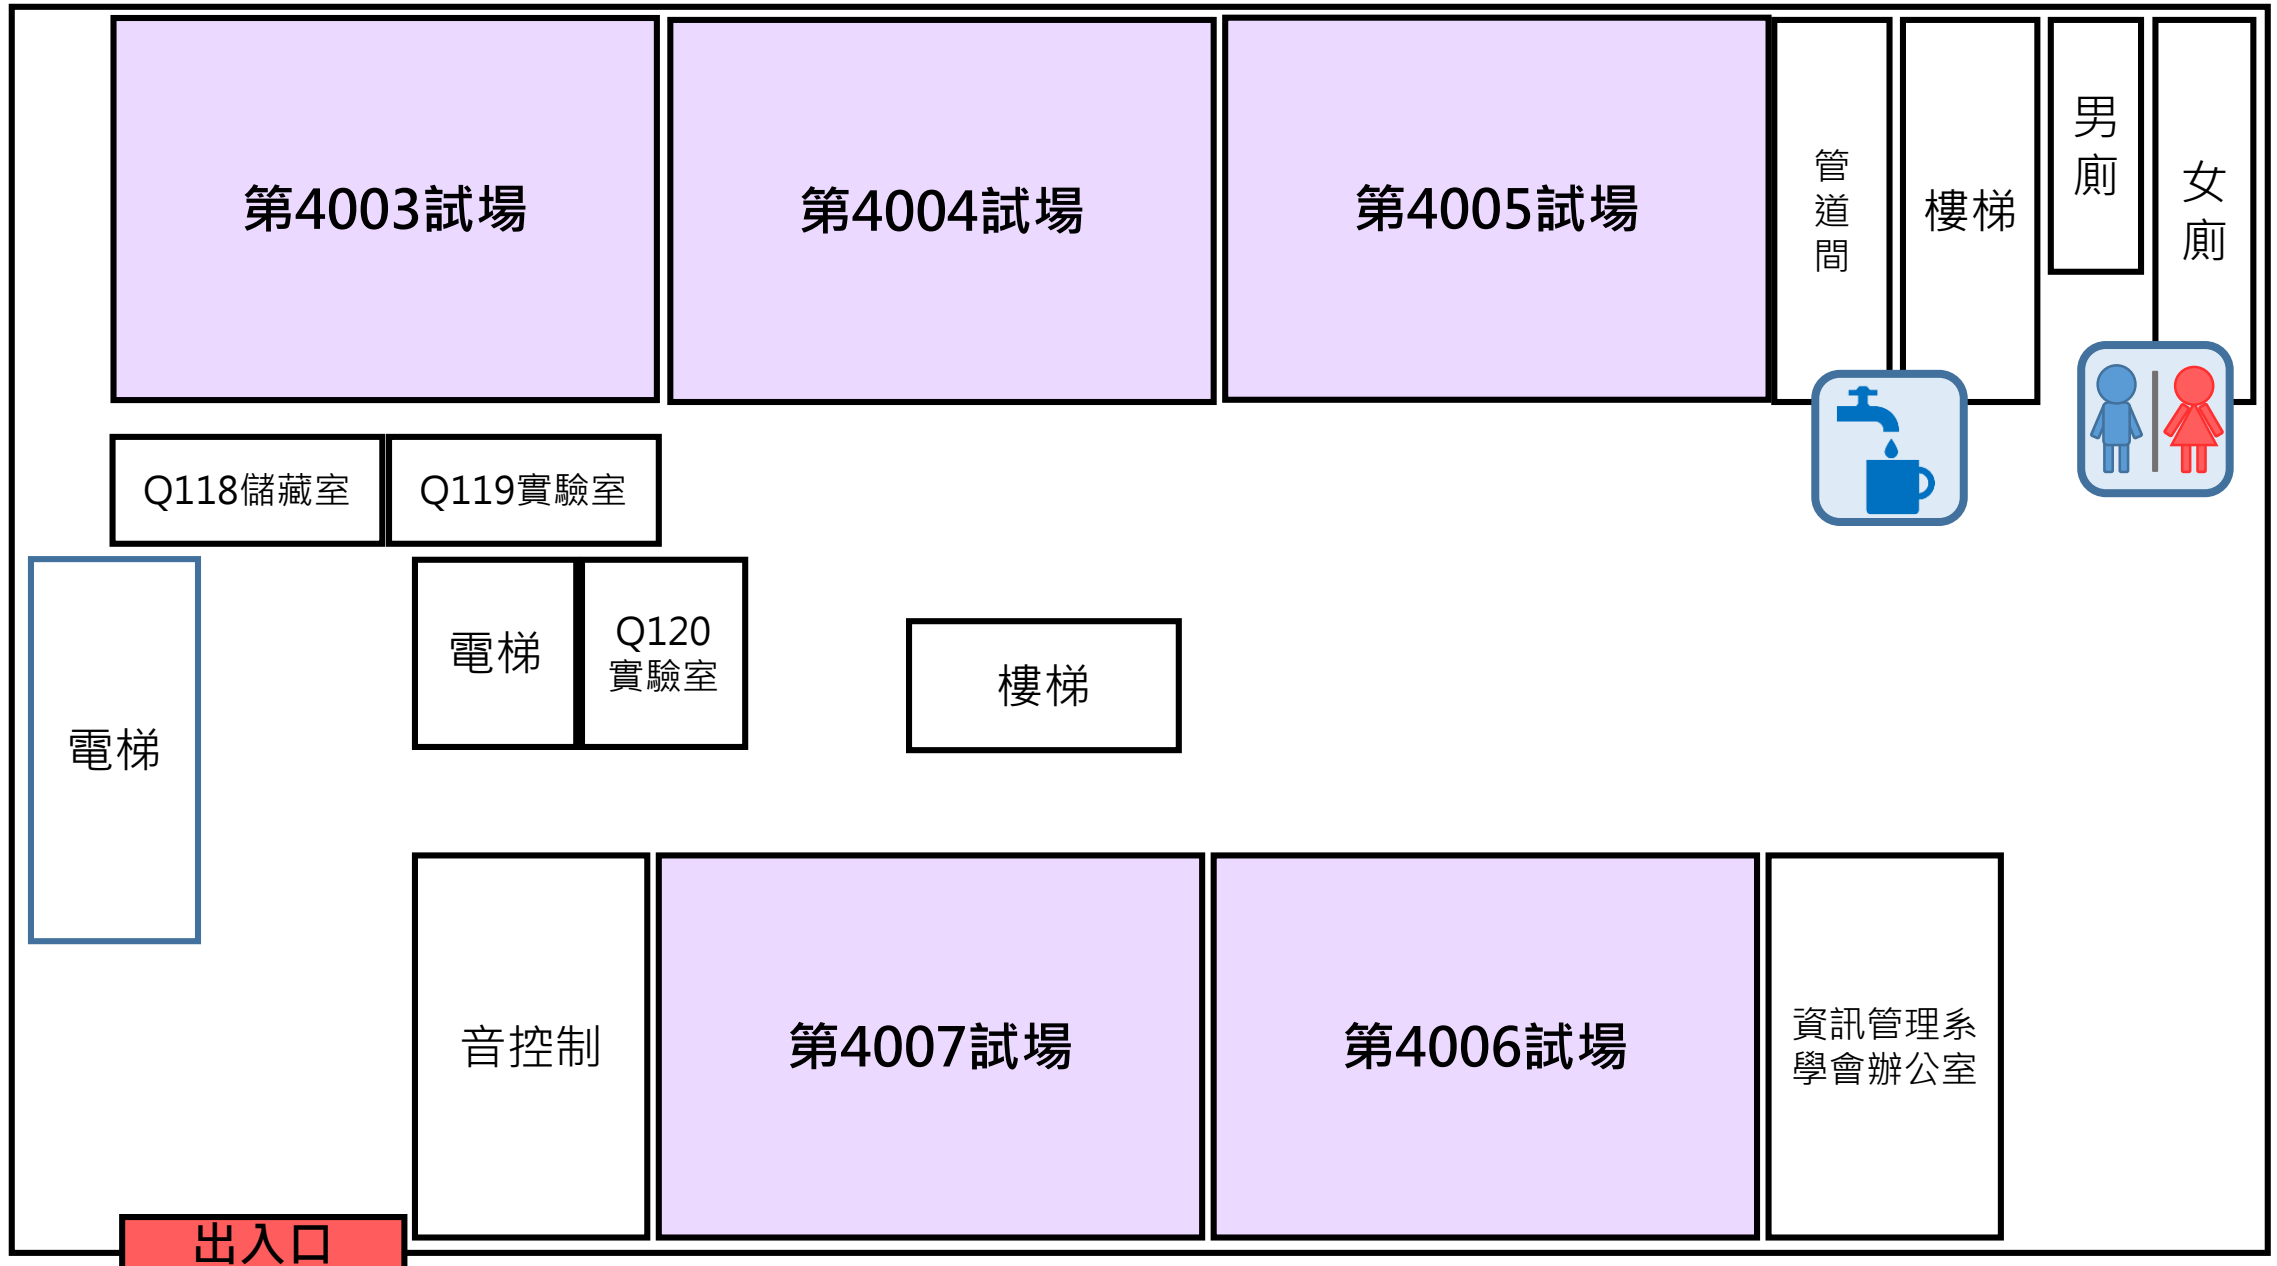 第4003試場
第4004試場
第4005試場
管
道
間
樓梯
男
廁
女
廁
Q118儲藏室
Q119實驗室
電梯
電梯
Q120
實驗室
樓梯
音控制
第4007試場
第4006試場
資訊管理系
學會辦公室
出入口